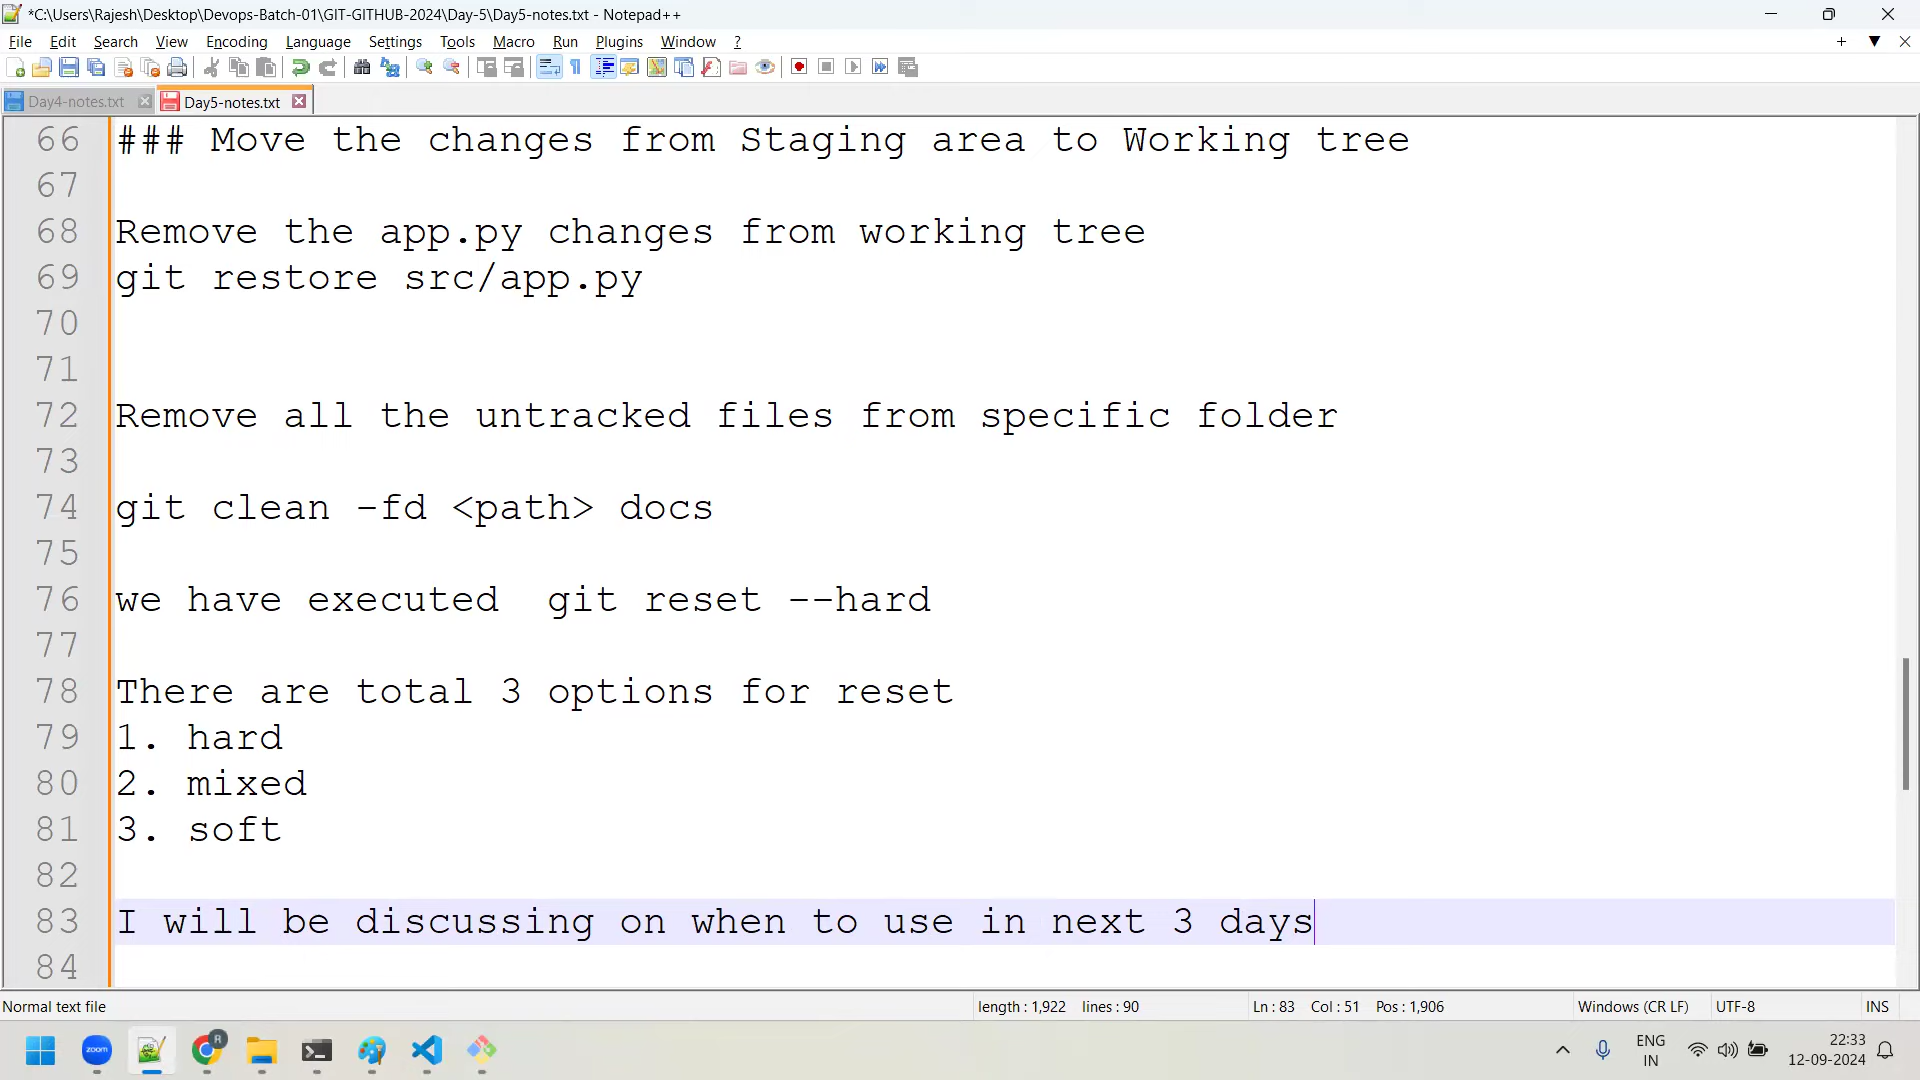 *C:\Users\Rajesh\Desktop\Devops-Batch-01\GIT-GITHUB-2024\Day-5\Day5-notes.txt - Notepad++
File Edit Search View Encoding Language Settings Tools Macro Run Plugins Window ?
Day4-notes.txt Day5-notes.txt
66 ### Move the changes from Staging area to Working tree
67
68 Remove the app.py changes from working tree
69 git restore src/app.py
70
71
72 Remove all the untracked files from specific folder
73
74 git clean -fd <path> docs
75
76 we have executed  git reset --hard
77
78 There are total 3 options for reset
79 1. hard
80 2. mixed
81 3. soft
82
83 I will be discussing on when to use in next 3 days
84
Normal text file length : 1,922 lines : 90 Ln : 83 Col : 51 Pos : 1,906 Windows (CR LF) UTF-8 INS
zoom R ENG 22:33
IN 12-09-2024